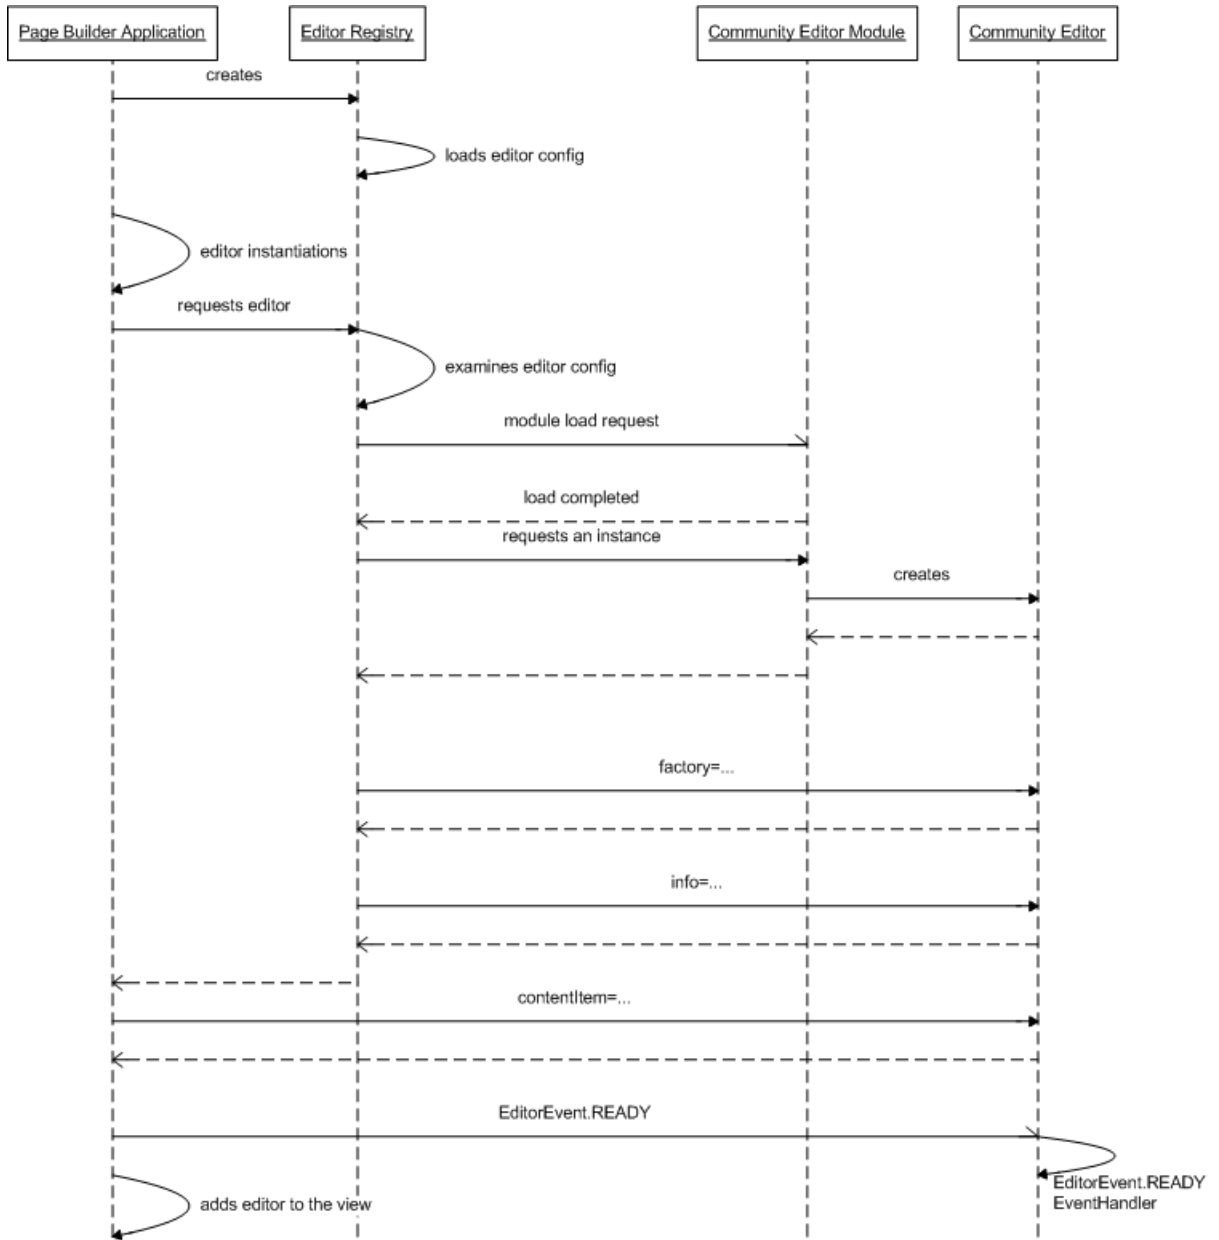 Page Builder Application
Editor Registry
Community Editor Module
Community Editor
creates
loads editor config
editor instantiations
requests editor
examines editor config
module load request
load completed
requests an instance
creates
factory=...
info=...
contentItem=...
EditorEvent.READY
EditorEvent.READY
EventHandler
adds editor to the view